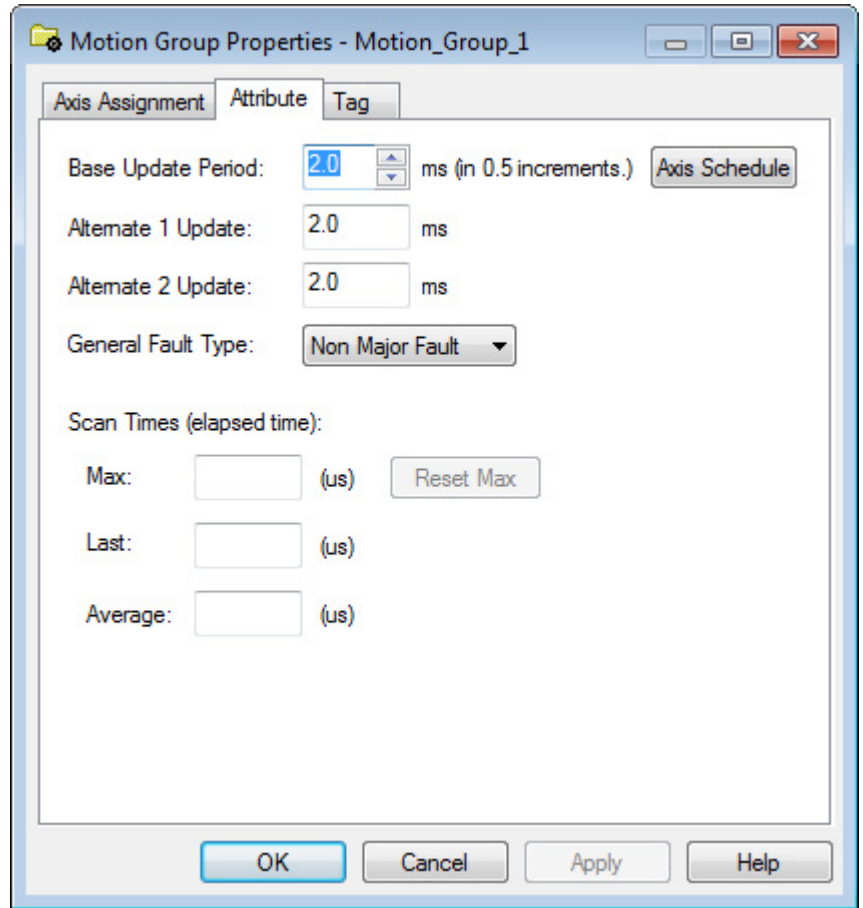 Motion Group Properties - Motion_Group_1
Axis Assignment Attribute Tag
Base Update Period: 2.0 ms (in 0.5 increments.) Axis Schedule
Alternate 1 Update: 2.0 ms
Alternate 2 Update: 2.0 ms
General Fault Type: Non Major Fault
Scan Times (elapsed time):
Max: (us) Reset Max
Last: (us)
Average: (us)
OK Cancel Apply Help